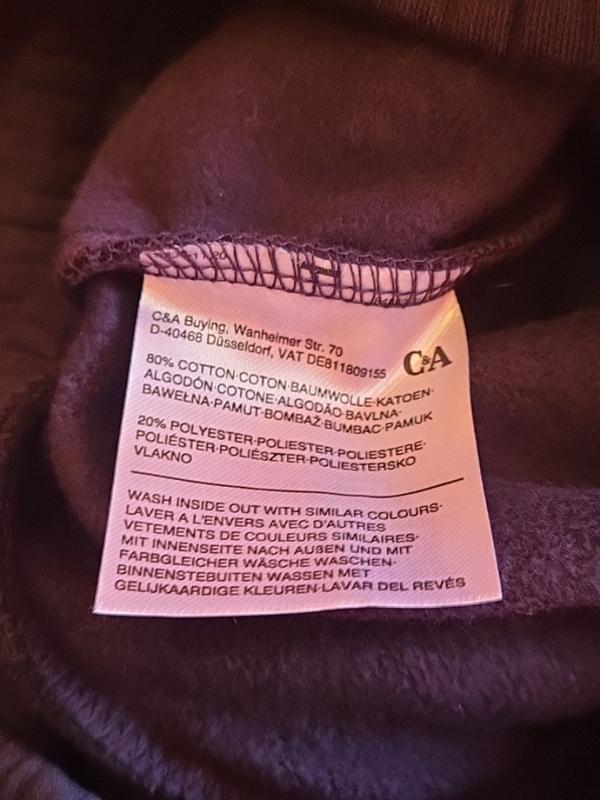 C&A Buying, Wanheimer Str. 70
D-40468 Düsseldorf, VAT DE811809155
C&A
80% COTTON·COTON·BAUMWOLLE·KATOEN·
ALGODÓN·COTONE·ALGODÃO·BAVLNA·
BAWEŁNA·PAMUT·BOMBAŽ·BUMBAC·PAMUK
20% POLYESTER·POLIESTER·POLIESTERE·
POLIÉSTER·POLIÉSZTER·POLIESTERSKO
VLAKNO
WASH INSIDE OUT WITH SIMILAR COLOURS·
LAVER A L'ENVERS AVEC D'AUTRES
VETEMENTS DE COULEURS SIMILAIRES·
MIT INNENSEITE NACH AUßEN UND MIT
FARBGLEICHER WÄSCHE WASCHEN·
BINNENSTEBUITEN WASSEN MET
GELIJKAARDIGE KLEUREN·LAVAR DEL REVÉS